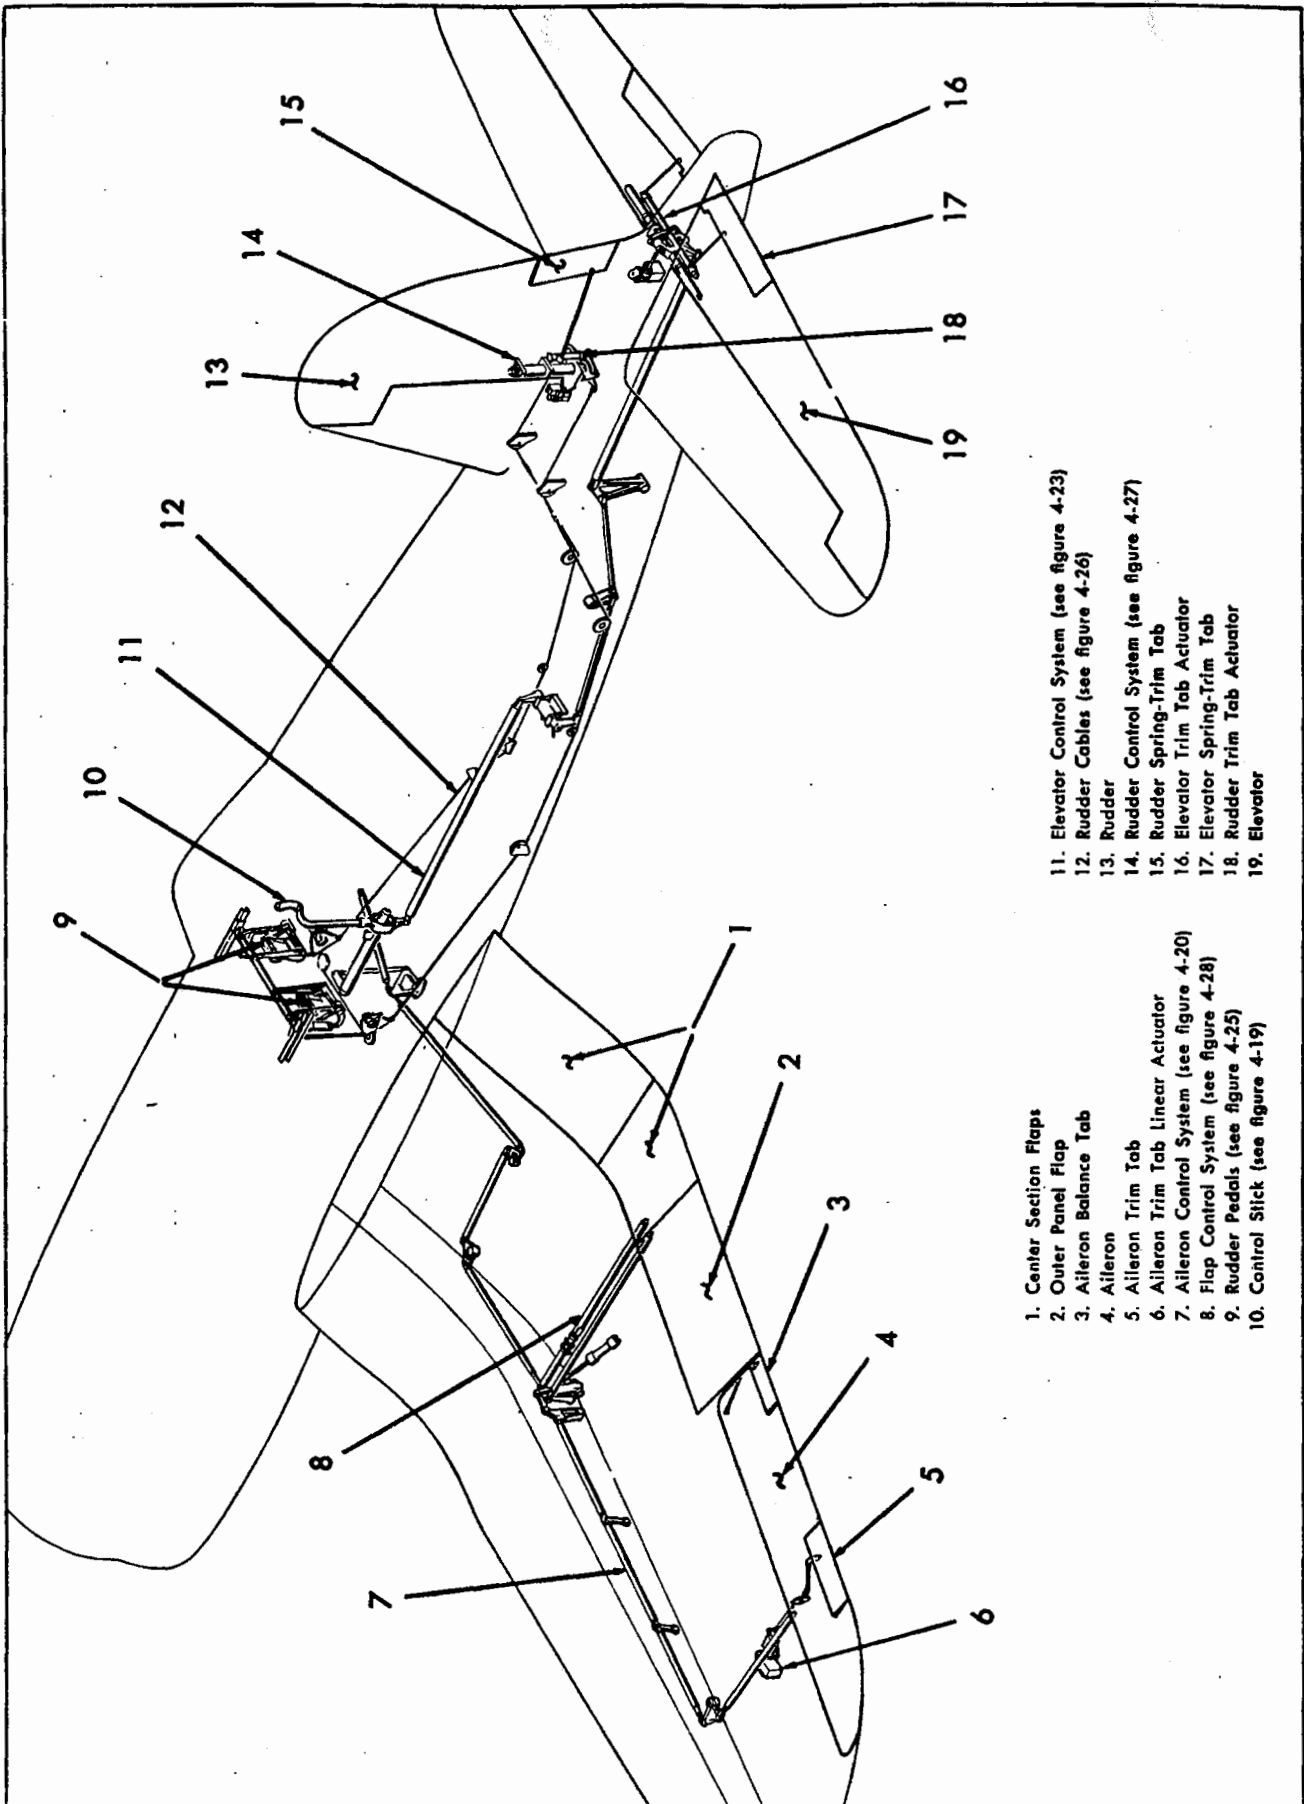 15
14
13
12
11
10
9
16
17
18
19
1
2
3
4
5
6
7
8
1. Center Section Flaps
2. Outer Panel Flap
3. Aileron Balance Tab
4. Aileron
5. Aileron Trim Tab
6. Aileron Trim Tab Linear Actuator
7. Aileron Control System (see figure 4-20)
8. Flap Control System (see figure 4-28)
9. Rudder Pedals (see figure 4-25)
10. Control Stick (see figure 4-19)
11. Elevator Control System (see figure 4-23)
12. Rudder Cables (see figure 4-26)
13. Rudder
14. Rudder Control System (see figure 4-27)
15. Rudder Spring-Trim Tab
16. Elevator Trim Tab Actuator
17. Elevator Spring-Trim Tab
18. Rudder Trim Tab Actuator
19. Elevator